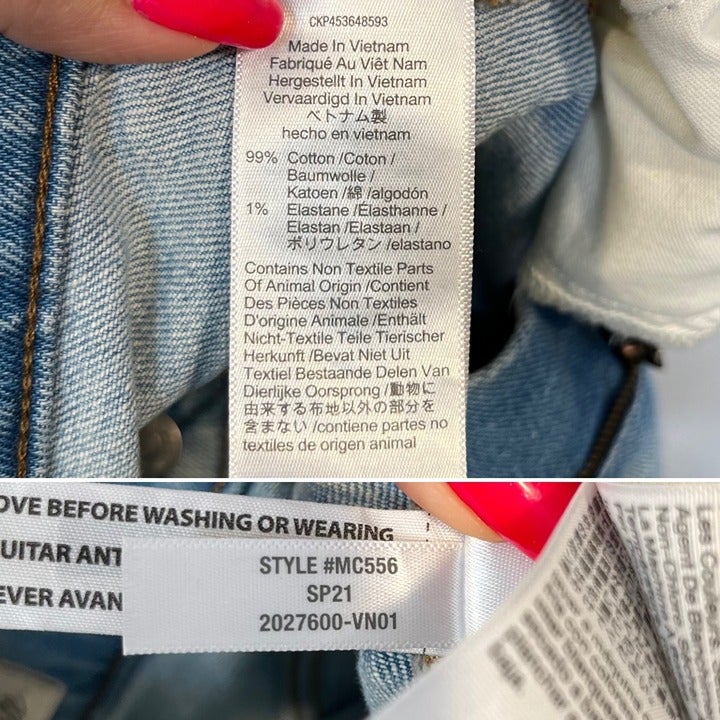 CKP453648593
Made In Vietnam
Fabriqué Au Viêt Nam
Hergestellt In Vietnam
Vervaardigd In Vietnam
ベトナム製
hecho en vietnam
99% Cotton /Coton /
Baumwolle /
Katoen /綿 /algodón
1% Elastane /Élasthanne /
Elastan /Elastaan /
ポリウレタン /elastano
Contains Non Textile Parts
Of Animal Origin /Contient
Des Pièces Non Textiles
D'origine Animale /Enthält
Nicht-Textile Teile Tierischer
Herkunft /Bevat Niet Uit
Textiel Bestaande Delen Van
Dierlijke Oorsprong /動物に
由来する布地以外の部分を
含まない /contiene partes no
textiles de origen animal
OVE BEFORE WASHING OR WEARING
UITAR ANT
EVER AVAN
STYLE #MC556
SP21
2027600-VN01